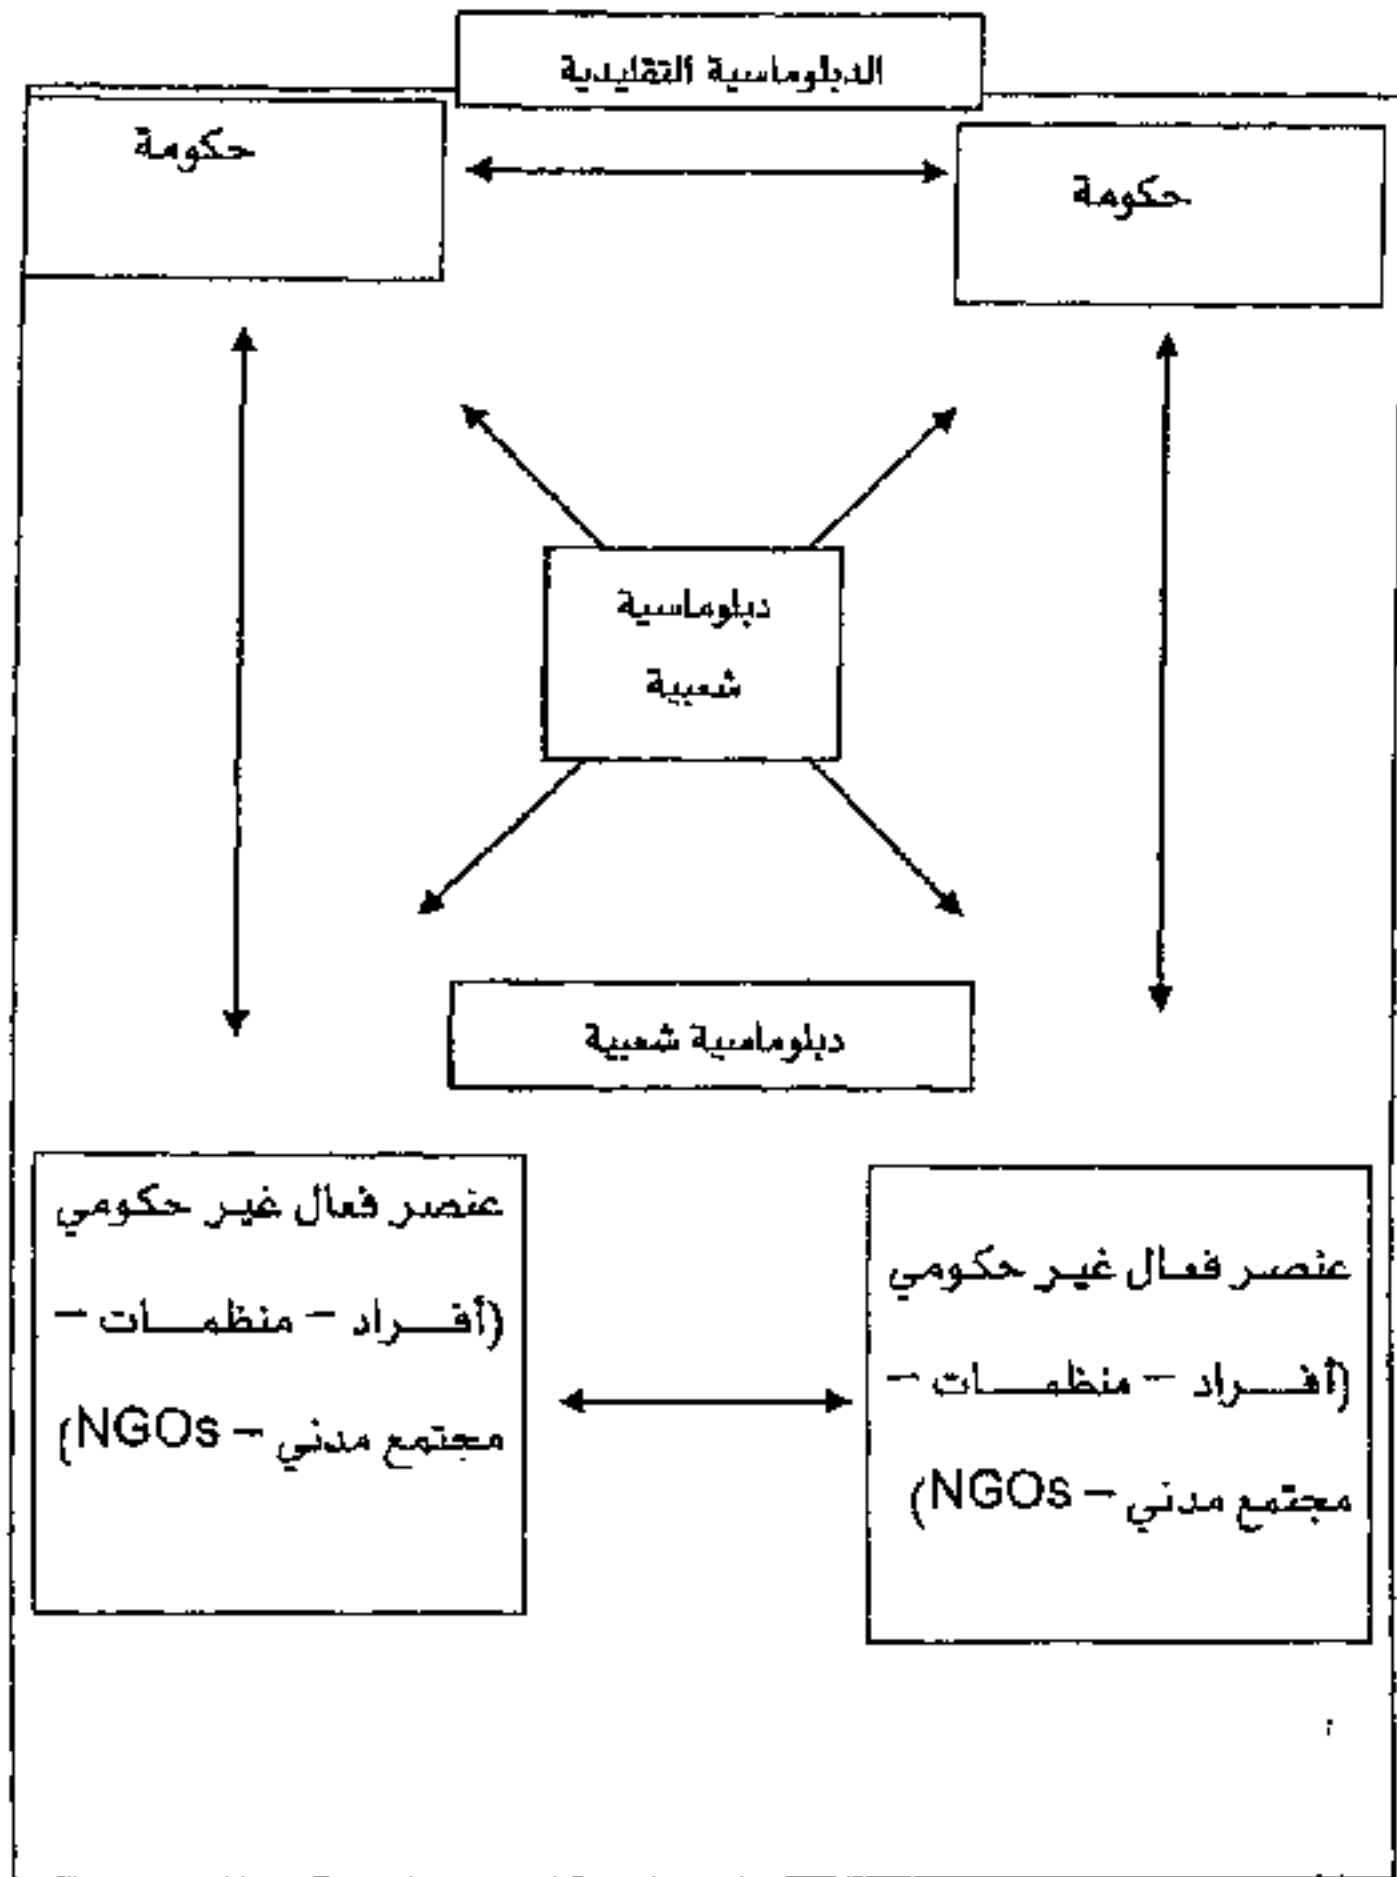 الدبلوماسية التقليدية
حكومة
حكومة
دبلوماسية
شعبية
دبلوماسية شعبية
عنصر فعال غير حكومي
(أفراد – منظمات –
مجتمع مدني – NGOs)
عنصر فعال غير حكومي
(أفراد – منظمات –
مجتمع مدني – NGOs)